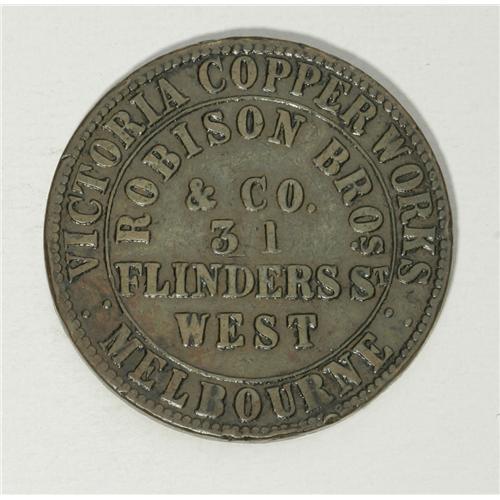 VICTORIA COPPER WORKS
ROBISON BROS.
& CO.
31
FLINDERS ST
WEST
· MELBOURNE ·